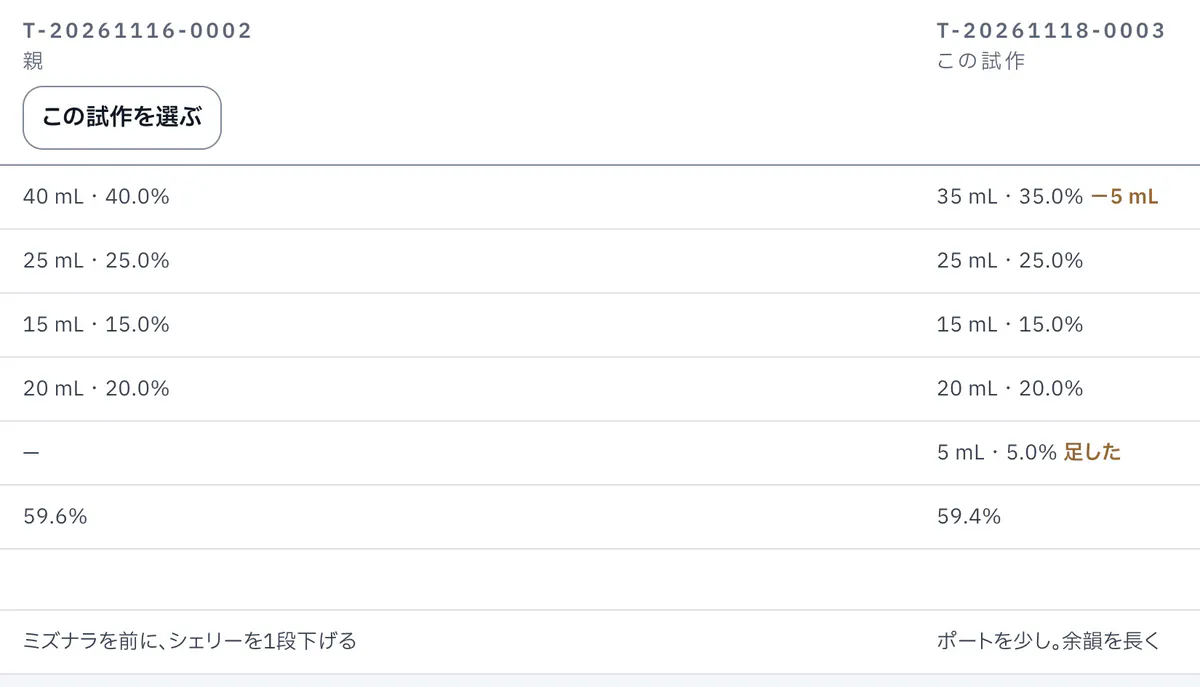 T-20261116-0002
親
この試作を選ぶ
T-20261118-0003
この試作
40 mL · 40.0%
35 mL · 35.0% −5 mL
25 mL · 25.0%
25 mL · 25.0%
15 mL · 15.0%
15 mL · 15.0%
20 mL · 20.0%
20 mL · 20.0%
—
5 mL · 5.0% 足した
59.6%
59.4%
ミズナラを前に、シェリーを1段下げる
ポートを少し。余韻を長く